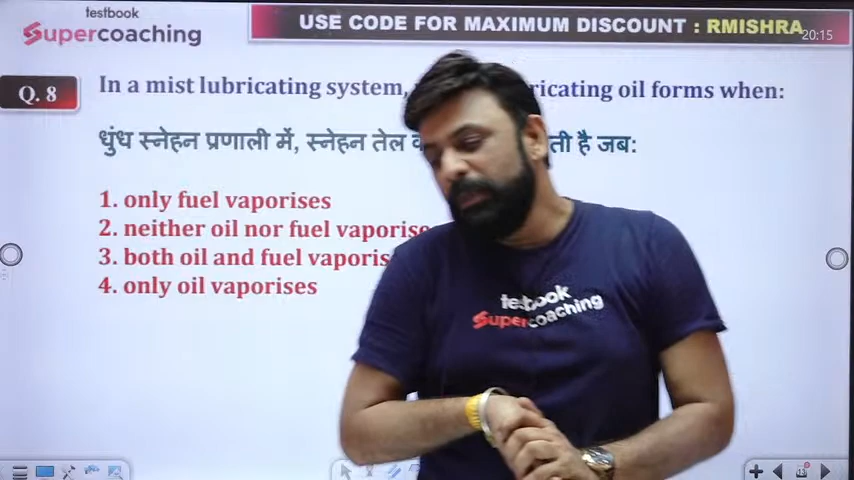 testbook
Supercoaching
USE CODE FOR MAXIMUM DISCOUNT : RMISHRA
20:15
Q. 8
In a mist lubricating system, ricating oil forms when:
धुंध स्नेहन प्रणाली में, स्नेहन तेल है जब:
1. only fuel vaporises
2. neither oil nor fuel vaporise
3. both oil and fuel vaporis
4. only oil vaporises
testbook
Supercoaching